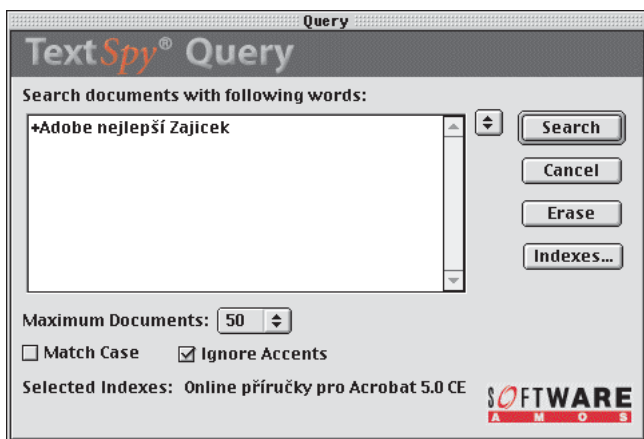 Query
TextSpy® Query
Search documents with following words:
+Adobe nejlepší Zajicek
Search
Cancel
Erase
Indexes...
Maximum Documents: 50
Match Case Ignore Accents
Selected Indexes: Online příručky pro Acrobat 5.0 CE
SOFTWARE
AMOS